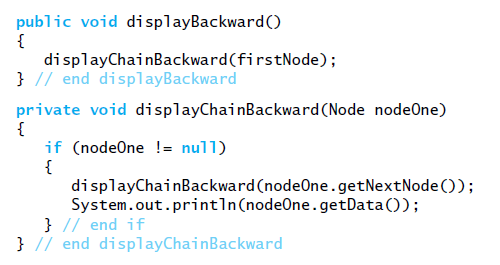 public void displayBackward()
{
   displayChainBackward(firstNode);
} // end displayBackward
private void displayChainBackward(Node nodeOne)
{
   if (nodeOne != null)
   {
      displayChainBackward(nodeOne.getNextNode());
      System.out.println(nodeOne.getData());
   } // end if
} // end displayChainBackward